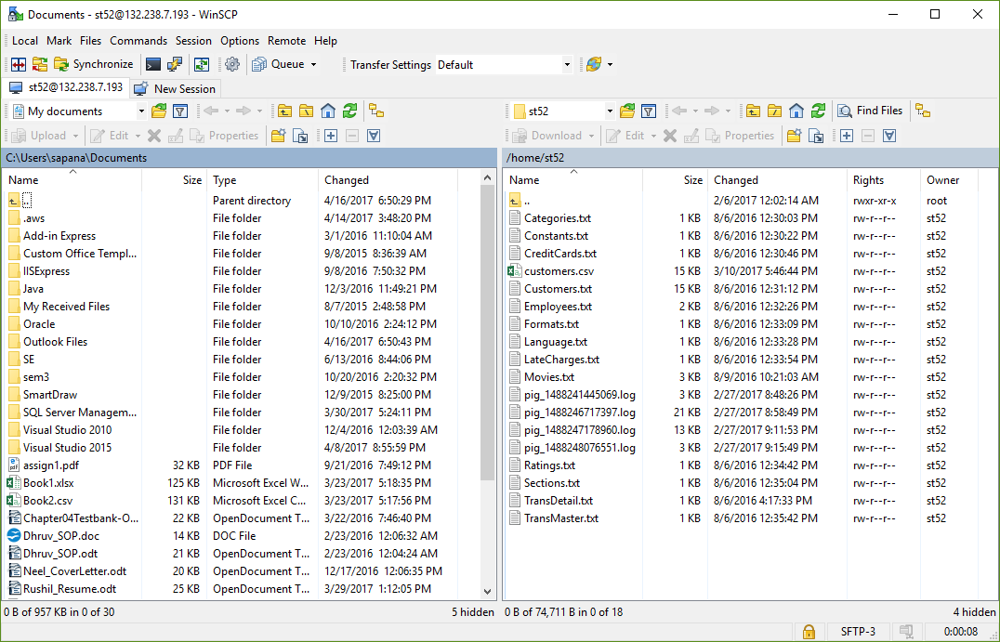 Documents - st52@132.238.7.193 - WinSCP
Local Mark Files Commands Session Options Remote Help
Synchronize Queue Transfer Settings Default
st52@132.238.7.193 New Session
My documents st52 Find Files
Upload Edit Properties Download Edit Properties
C:\Users\sapana\Documents /home/st52
Name Size Type Changed Name Size Changed Rights Owner
.. Parent directory 4/16/2017 6:50:29 PM .. 2/6/2017 12:02:14 AM rwxr-xr-x root
.aws File folder 4/14/2017 3:48:20 PM Categories.txt 1 KB 8/6/2016 12:30:03 PM rw-r--r-- st52
Add-in Express File folder 3/1/2016 11:10:04 AM Constants.txt 1 KB 8/6/2016 12:30:22 PM rw-r--r-- st52
Custom Office Templ... File folder 9/8/2015 8:36:39 AM CreditCards.txt 1 KB 8/6/2016 12:30:46 PM rw-r--r-- st52
IISExpress File folder 9/8/2016 7:50:32 PM customers.csv 15 KB 3/10/2017 5:46:44 PM rw-r--r-- st52
Java File folder 12/3/2016 11:49:21 PM Customers.txt 15 KB 8/6/2016 12:31:12 PM rw-r--r-- st52
My Received Files File folder 8/7/2015 2:48:58 PM Employees.txt 2 KB 8/6/2016 12:32:26 PM rw-r--r-- st52
Oracle File folder 10/10/2016 2:24:12 PM Formats.txt 1 KB 8/6/2016 12:33:09 PM rw-r--r-- st52
Outlook Files File folder 4/16/2017 6:50:43 PM Language.txt 1 KB 8/6/2016 12:33:28 PM rw-r--r-- st52
SE File folder 6/13/2016 8:44:06 PM LateCharges.txt 1 KB 8/6/2016 12:33:54 PM rw-r--r-- st52
sem3 File folder 10/20/2016 2:20:32 PM Movies.txt 3 KB 8/9/2016 10:21:03 AM rw-r--r-- st52
SmartDraw File folder 12/9/2015 8:25:00 PM pig_1488241445069.log 3 KB 2/27/2017 8:48:26 PM rw-r--r-- st52
SQL Server Managem... File folder 3/30/2017 5:24:11 PM pig_1488246717397.log 21 KB 2/27/2017 8:58:49 PM rw-r--r-- st52
Visual Studio 2010 File folder 12/4/2016 12:03:39 AM pig_1488247178960.log 13 KB 2/27/2017 9:11:53 PM rw-r--r-- st52
Visual Studio 2015 File folder 4/8/2017 8:55:59 PM pig_1488248076551.log 3 KB 2/27/2017 9:15:49 PM rw-r--r-- st52
assign1.pdf 32 KB PDF File 9/21/2016 7:49:12 PM Ratings.txt 1 KB 8/6/2016 12:34:42 PM rw-r--r-- st52
Book1.xlsx 125 KB Microsoft Excel W... 3/23/2017 5:18:35 PM Sections.txt 1 KB 8/6/2016 12:35:04 PM rw-r--r-- st52
Book2.csv 131 KB Microsoft Excel C... 3/23/2017 5:17:56 PM TransDetail.txt 1 KB 8/6/2016 4:17:33 PM rw-r--r-- st52
Chapter04Testbank-O... 22 KB OpenDocument T... 3/22/2016 7:46:40 PM TransMaster.txt 1 KB 8/6/2016 12:35:42 PM rw-r--r-- st52
Dhruv_SOP.doc 14 KB DOC File 2/23/2016 12:06:32 AM
Dhruv_SOP.odt 21 KB OpenDocument T... 2/23/2016 12:04:24 AM
Neel_CoverLetter.odt 20 KB OpenDocument T... 12/17/2016 12:06:35 PM
Rushil_Resume.odt 25 KB OpenDocument T... 3/29/2017 1:12:05 PM
0 B of 957 KB in 0 of 30 5 hidden 0 B of 74,711 B in 0 of 18 4 hidden
SFTP-3 0:00:08